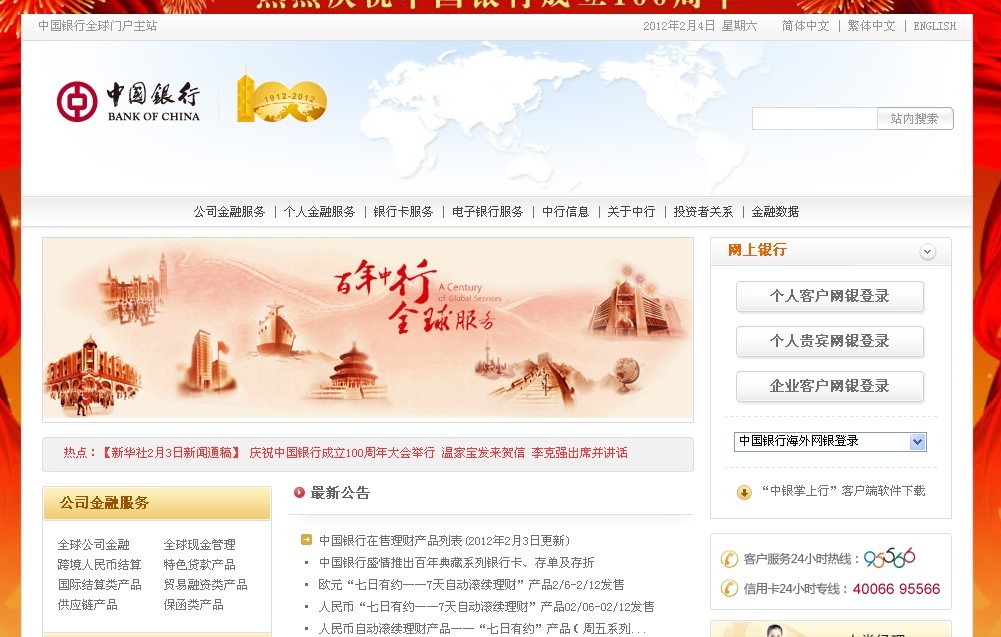 热烈庆祝中国银行成立100周年
中国银行全球门户主站
2012年2月4日 星期六 简体中文 | 繁体中文 | ENGLISH
中国银行
BANK OF CHINA
1912-2012
站内搜索
公司金融服务 | 个人金融服务 | 银行卡服务 | 电子银行服务 | 中行信息 | 关于中行 | 投资者关系 | 金融数据
百年中行
全球服务
A Century
of Global Services
网上银行
个人客户网银登录
个人贵宾网银登录
企业客户网银登录
中国银行海外网银登录
“中银掌上行”客户端软件下载
热点：【新华社2月3日新闻通稿】 庆祝中国银行成立100周年大会举行 温家宝发来贺信 李克强出席并讲话
公司金融服务
全球公司金融 全球现金管理
跨境人民币结算 特色贷款产品
国际结算类产品 贸易融资类产品
供应链产品 保函类产品
最新公告
中国银行在售理财产品列表(2012年2月3日更新)
中国银行盛情推出百年典藏系列银行卡、存单及存折
欧元“七日有约——7天自动滚续理财”产品2/6-2/12发售
人民币“七日有约——7天自动滚续理财”产品02/06-02/12发售
人民币自动滚续理财产品——“七日有约”产品（周五系列...
客户服务24小时热线：95566
信用卡24小时专线：40066 95566